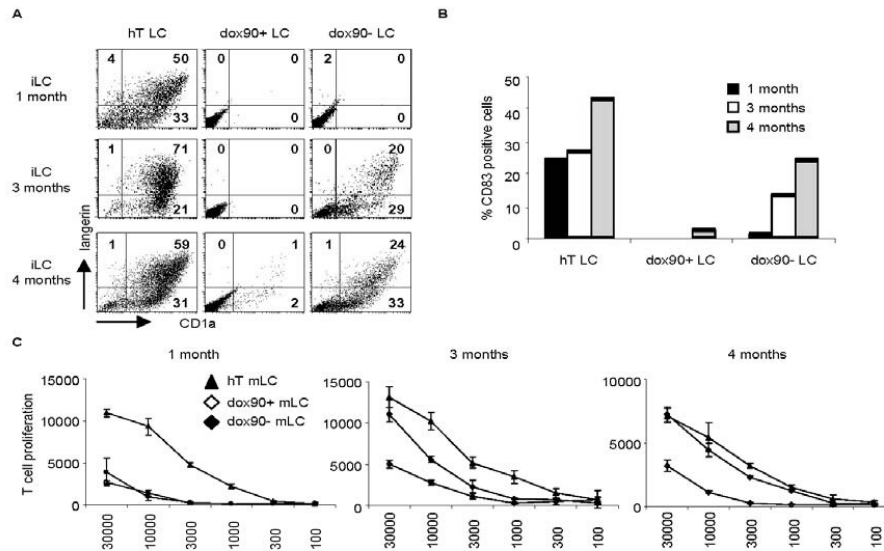 A
hT LC dox90+ LC dox90- LC
iLC
1 month
4 50 0 0 2 0
33 0 0
iLC
3 months
1 71 0 0 0 20
21 0 29
iLC
4 months
1 59 0 1 1 24
31 2 33
langerin
CD1a
B
% CD83 positive cells
50
40
30
20
10
0
1 month
3 months
4 months
hT LC dox90+ LC dox90- LC
C
1 month 3 months 4 months
T cell proliferation
15000
10000
5000
0
hT mLC
dox90+ mLC
dox90- mLC
30000 10000 3000 1000 300 100
15000
10000
5000
0
30000 10000 3000 1000 300 100
10000
5000
0
30000 10000 3000 1000 300 100